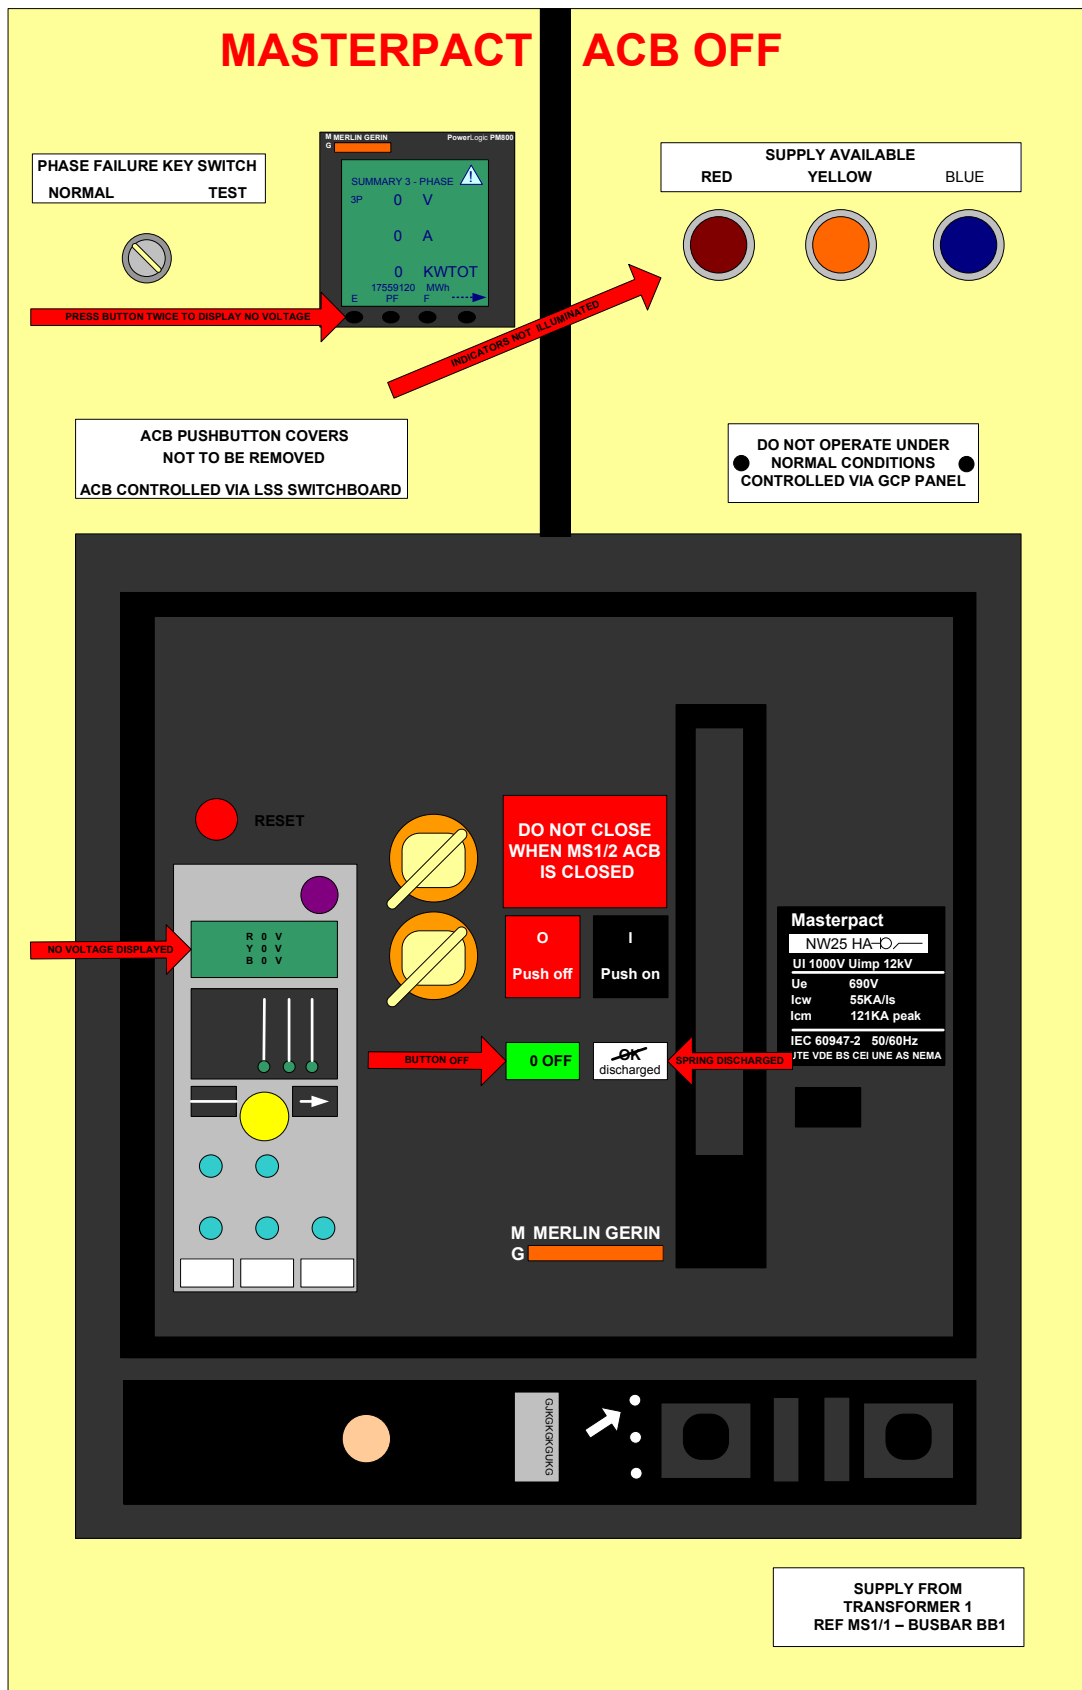 MASTERPACT ACB OFF
M MERLIN GERIN
G
PowerLogic PM800
PHASE FAILURE KEY SWITCH
NORMAL TEST
SUMMARY 3 - PHASE
!
3P 0 V
0 A
0 KWTOT
17559120 MWh
E PF F
SUPPLY AVAILABLE
RED YELLOW BLUE
PRESS BUTTON TWICE TO DISPLAY NO VOLTAGE
INDICATORS NOT ILLUMINATED
ACB PUSHBUTTON COVERS
NOT TO BE REMOVED
ACB CONTROLLED VIA LSS SWITCHBOARD
DO NOT OPERATE UNDER
NORMAL CONDITIONS
CONTROLLED VIA GCP PANEL
RESET
DO NOT CLOSE
WHEN MS1/2 ACB
IS CLOSED
NO VOLTAGE DISPLAYED
R 0 V
Y 0 V
B 0 V
O
Push off
I
Push on
Masterpact
NW25 HA
UI 1000V Uimp 12kV
Ue 690V
Icw 55KA/Is
Icm 121KA peak
IEC 60947-2 50/60Hz
UTE VDE BS CEI UNE AS NEMA
BUTTON OFF
0 OFF
OK
discharged
SPRING DISCHARGED
M MERLIN GERIN
G
GJKGKGKGUKG
SUPPLY FROM
TRANSFORMER 1
REF MS1/1 – BUSBAR BB1